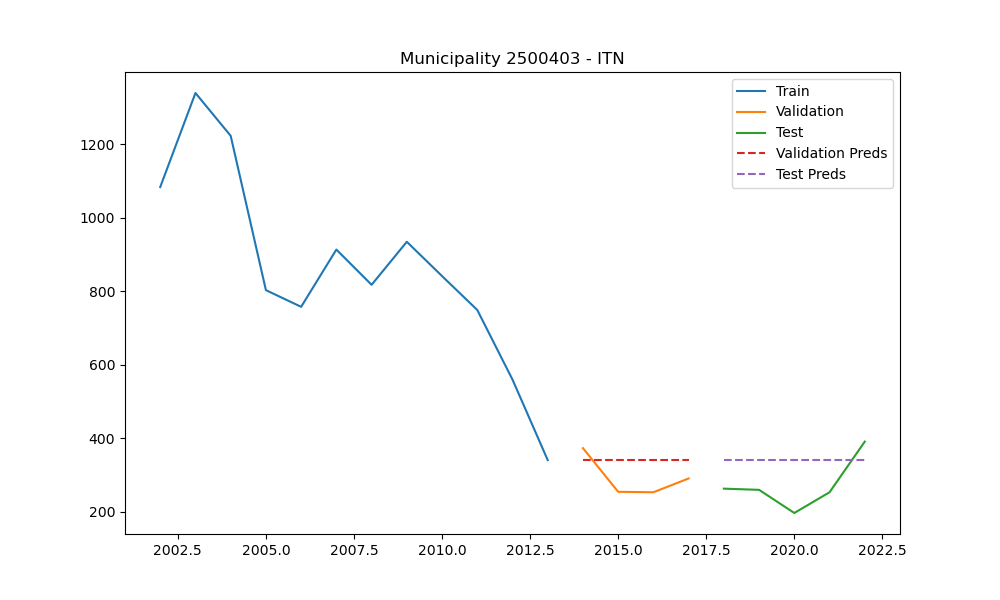 Municipality 2500403 - ITN
Train
Validation
Test
Validation Preds
Test Preds
1200
1000
800
600
400
200
2002.5 2005.0 2007.5 2010.0 2012.5 2015.0 2017.5 2020.0 2022.5